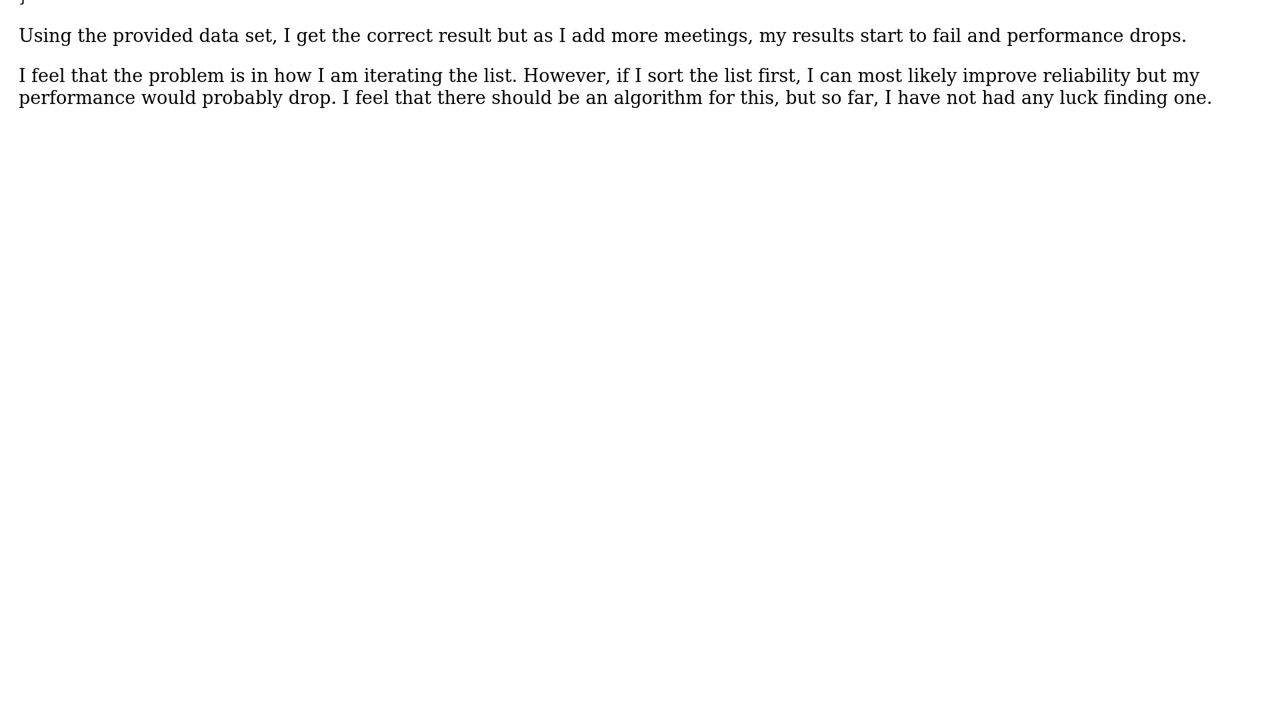 }
Using the provided data set, I get the correct result but as I add more meetings, my results start to fail and performance drops.
I feel that the problem is in how I am iterating the list. However, if I sort the list first, I can most likely improve reliability but my
performance would probably drop. I feel that there should be an algorithm for this, but so far, I have not had any luck finding one.